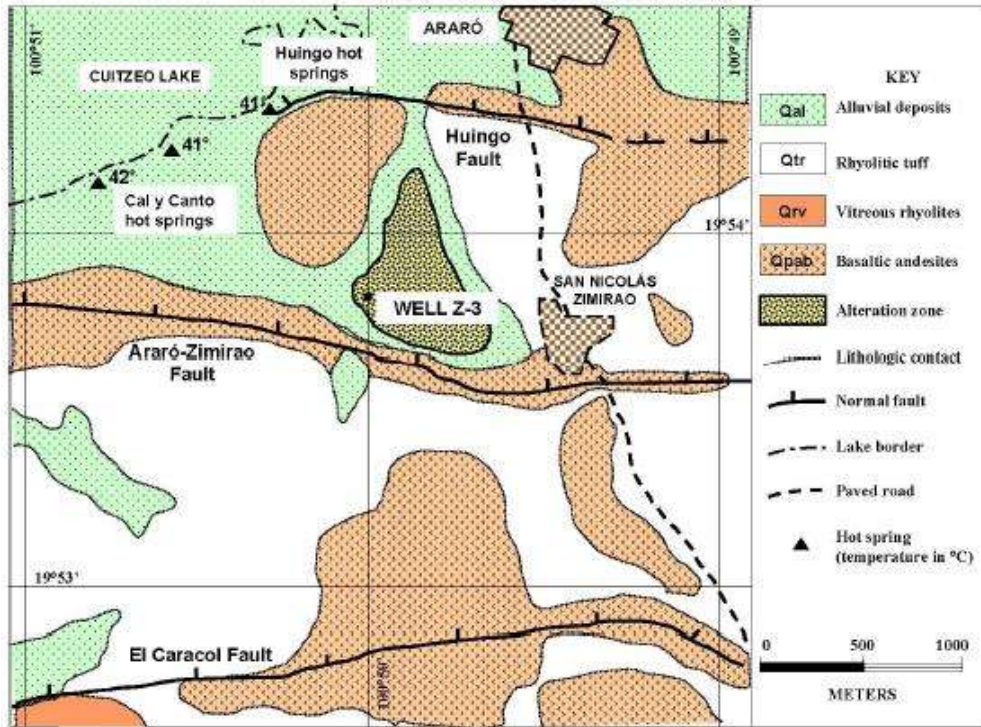 100°51'
100°49'
ARARÓ
Huingo hot
springs
CUITZEO LAKE
41°
41°
42°
Huingo
Fault
Cal y Canto
hot springs
19°54'
SAN NICOLÁS
ZIMIRAO
WELL Z-3
Araró-Zimirao
Fault
19°53'
El Caracol Fault
100°50'
KEY
Qal
Alluvial deposits
Qtr
Rhyolitic tuff
Qrv
Vitreous rhyolites
Qpab
Basaltic andesites
Alteration zone
Lithologic contact
Normal fault
Lake border
Paved road
Hot spring
(temperature in °C)
0 500 1000
METERS